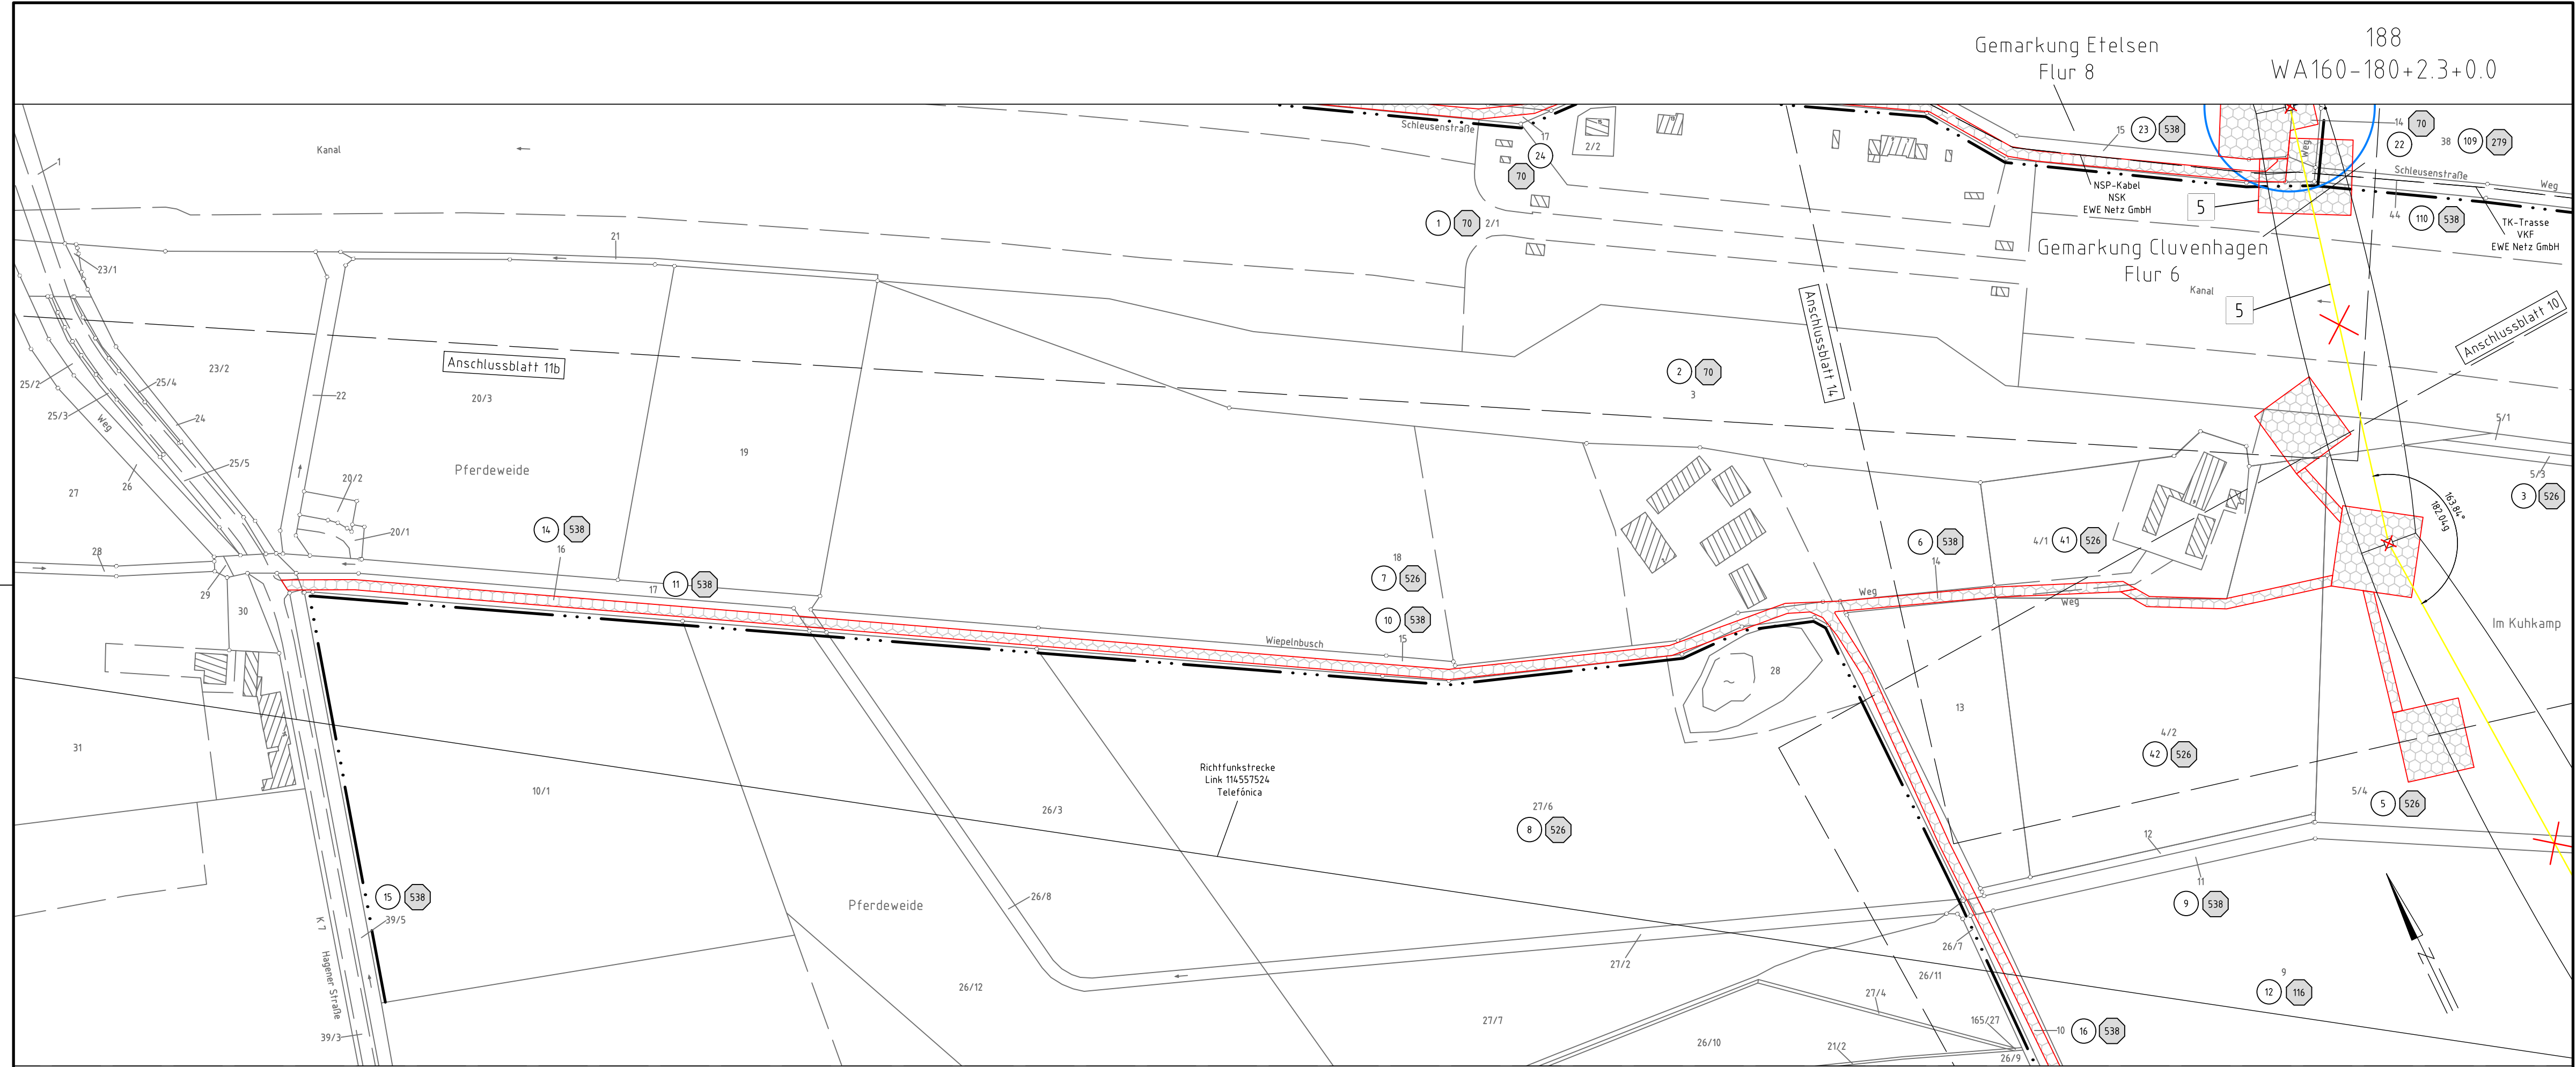 188
WA160-180+2.3+0.0
Gemarkung Etelsen
Flur 8
Kanal
1
21
23/1
23/2
25/2
25/3
25/4
24
25/5
Weg
26
27
28
29
30
31
22
20/3
20/2
20/1
Pferdeweide
Anschlussblatt 11b
19
14 538
16
17 11 538
Schleusenstraße
17
24
70
2/2
1 70 2/1
2 70
3
Anschlussblatt 14
15 23 538
NSP-Kabel
NSK
EWE Netz GmbH
14 70
22
38 109 279
Weg
Schleusenstraße
Weg
5
44
110 538
TK-Trasse
VKF
EWE Netz GmbH
Gemarkung Cluvenhagen
Flur 6
Kanal
5
Anschlussblatt 10
5/1
5/3
3 526
163.84°
182.04g
18
7 526
10 538
15
Wiepelnbusch
6 538
14
4/1 41 526
Weg
Weg
Im Kuhkamp
28
13
4/2
42 526
5/4 5 526
12
11
9 538
Richtfunkstrecke
Link 114557524
Telefónica
10/1
26/3
27/6
8 526
15 538
39/5
K 7
Hagener Straße
39/3
Pferdeweide
26/8
26/12
27/2
27/7
26/7
26/11
27/4
165/27
26/10
21/2
26/9
9
12 116
10 16 538